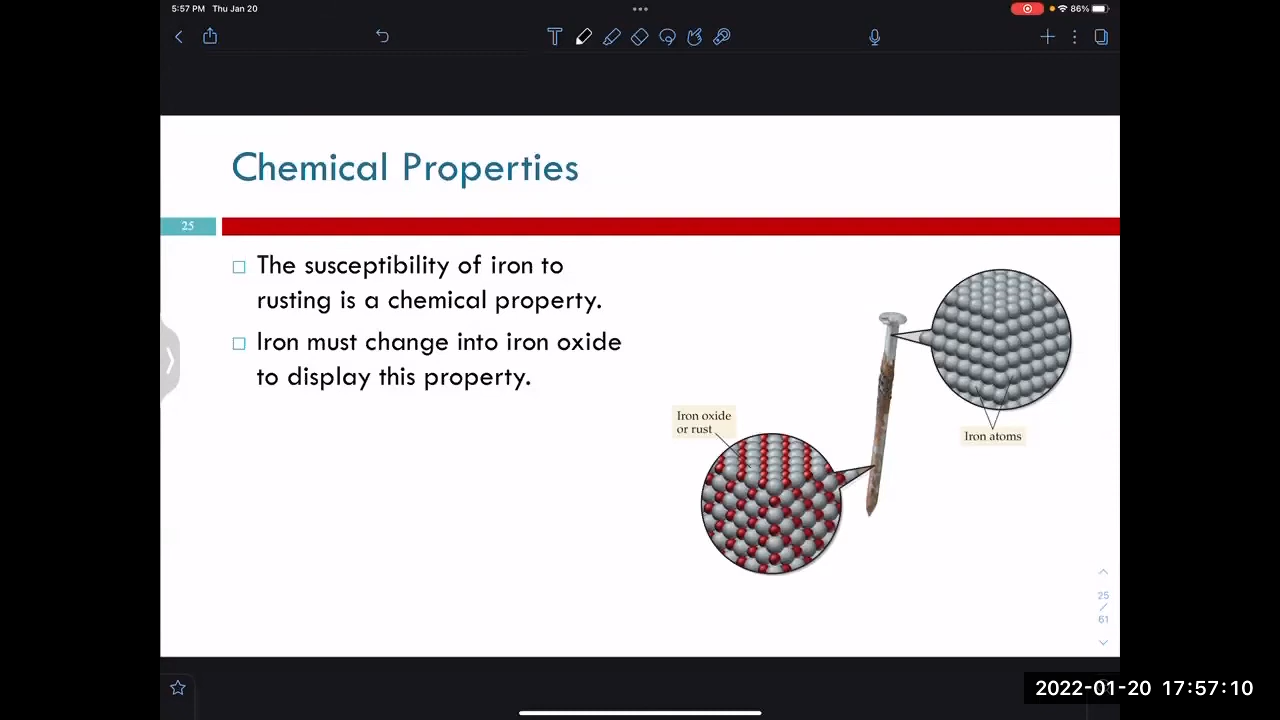 5:57 PM Thu Jan 20
86%
Chemical Properties
25
The susceptibility of iron to
rusting is a chemical property.
Iron must change into iron oxide
to display this property.
Iron oxide
or rust
Iron atoms
25
/
61
2022-01-20 17:57:10